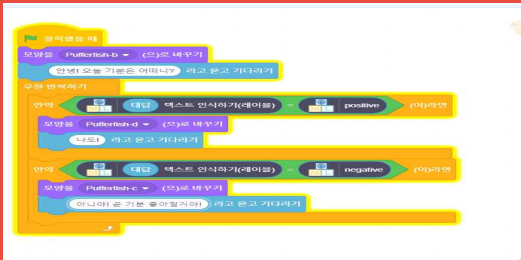 클릭했을 때
모양을 Pufferfish-b (으)로 바꾸기
안녕! 오늘 기분은 어떠니? 라고 묻고 기다리기
무한 반복하기
만약 ML 대답 텍스트 인식하기(레이블) = ML positive (이)라면
모양을 Pufferfish-d (으)로 바꾸기
나도! 라고 묻고 기다리기
만약 ML 대답 텍스트 인식하기(레이블) = ML negative (이)라면
모양을 Pufferfish-c (으)로 바꾸기
아니야! 곧 기분 좋아질거야! 라고 묻고 기다리기